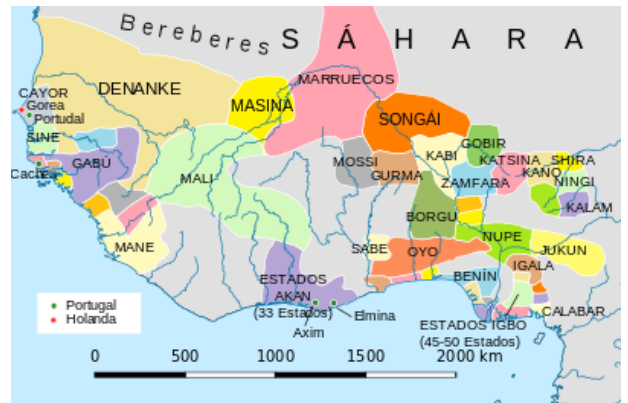 Bereberes
SÁHARA
DENANKE
MARRUECOS
CAYOR
Gorea
Portudal
MASINA
SONGÁI
SINE
GOBIR
GABÚ
MOSSI
KABI
KATSINA
SHIRA
Cacheu
GURMA
KANO
MALI
ZAMFARA
NINGI
KALAM
BORGU
MANE
SABE
OYO
NUPE
JUKUN
IGALA
ESTADOS
AKAN
(33 Estados)
BENÍN
Axim
Elmina
ESTADOS IGBO
(45-50 Estados)
CALABAR
Portugal
Holanda
0 500 1000 1500 2000 km